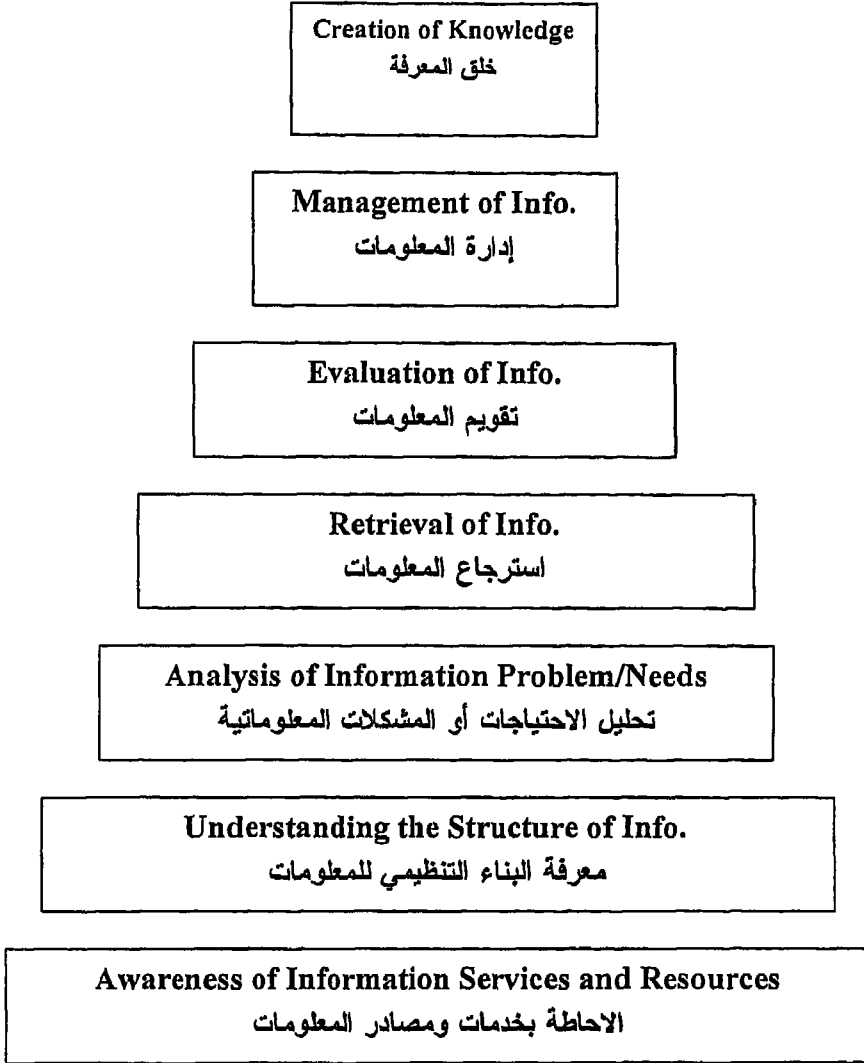 Creation of Knowledge
خلق المعرفة
Management of Info.
إدارة المعلومات
Evaluation of Info.
تقويم المعلومات
Retrieval of Info.
استرجاع المعلومات
Analysis of Information Problem/Needs
تحليل الاحتياجات أو المشكلات المعلوماتية
Understanding the Structure of Info.
معرفة البناء التنظيمي للمعلومات
Awareness of Information Services and Resources
الاحاطة بخدمات ومصادر المعلومات